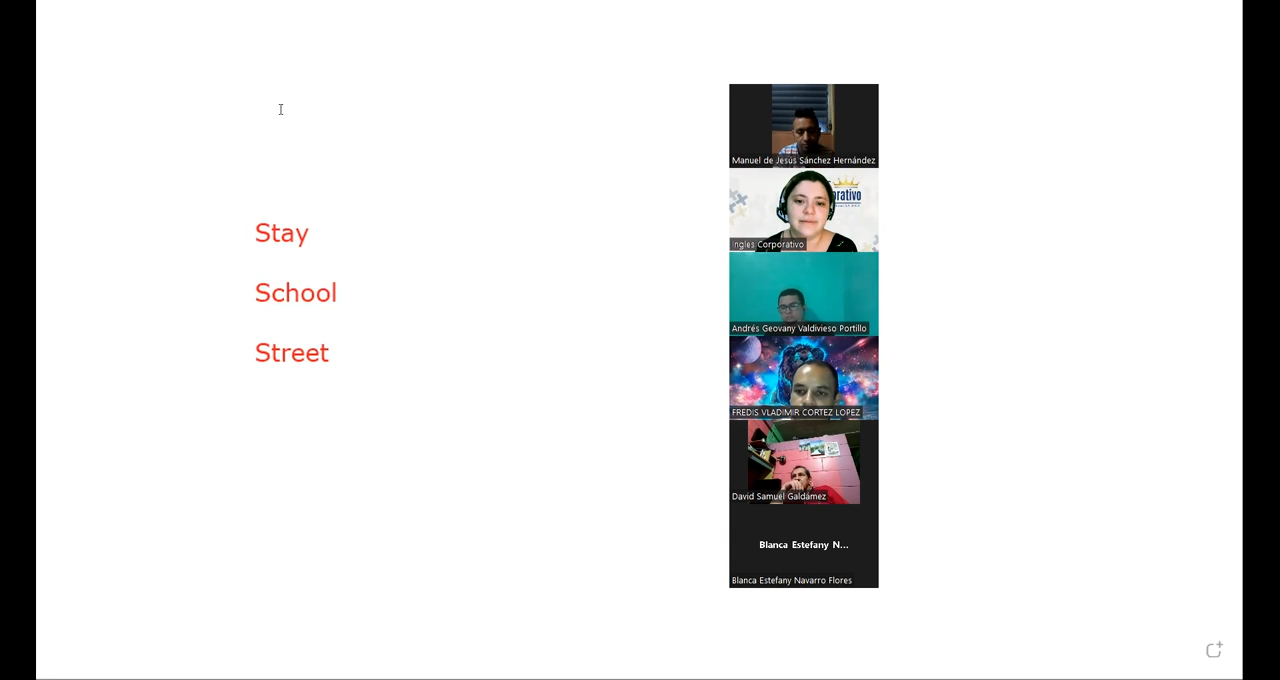 Stay
School
Street
Manuel de Jesús Sánchez Hernández
orativo
Ingles Corporativo
Andrés Geovany Valdivieso Portillo
FREDIS VLADIMIR CORTEZ LOPEZ
David Samuel Galdámez
Blanca Estefany N...
Blanca Estefany Navarro Flores